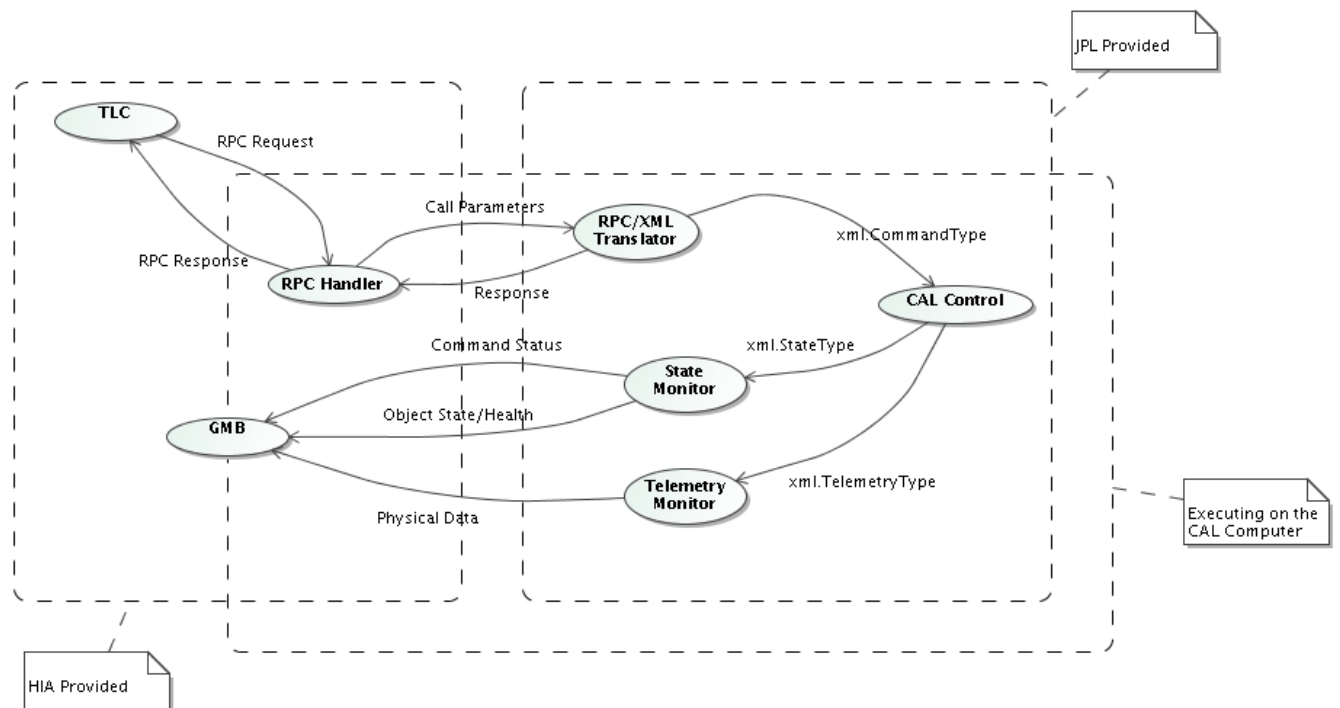 JPL Provided
TLC
RPC Request
Call Parameters
RPC/XML
Translator
xml.CommandType
RPC Response
RPC Handler
Response
CAL Control
Command Status
xml.StateType
State
Monitor
Object State/Health
GMB
Telemetry
Monitor
xml.TelemetryType
Physical Data
Executing on the
CAL Computer
HIA Provided